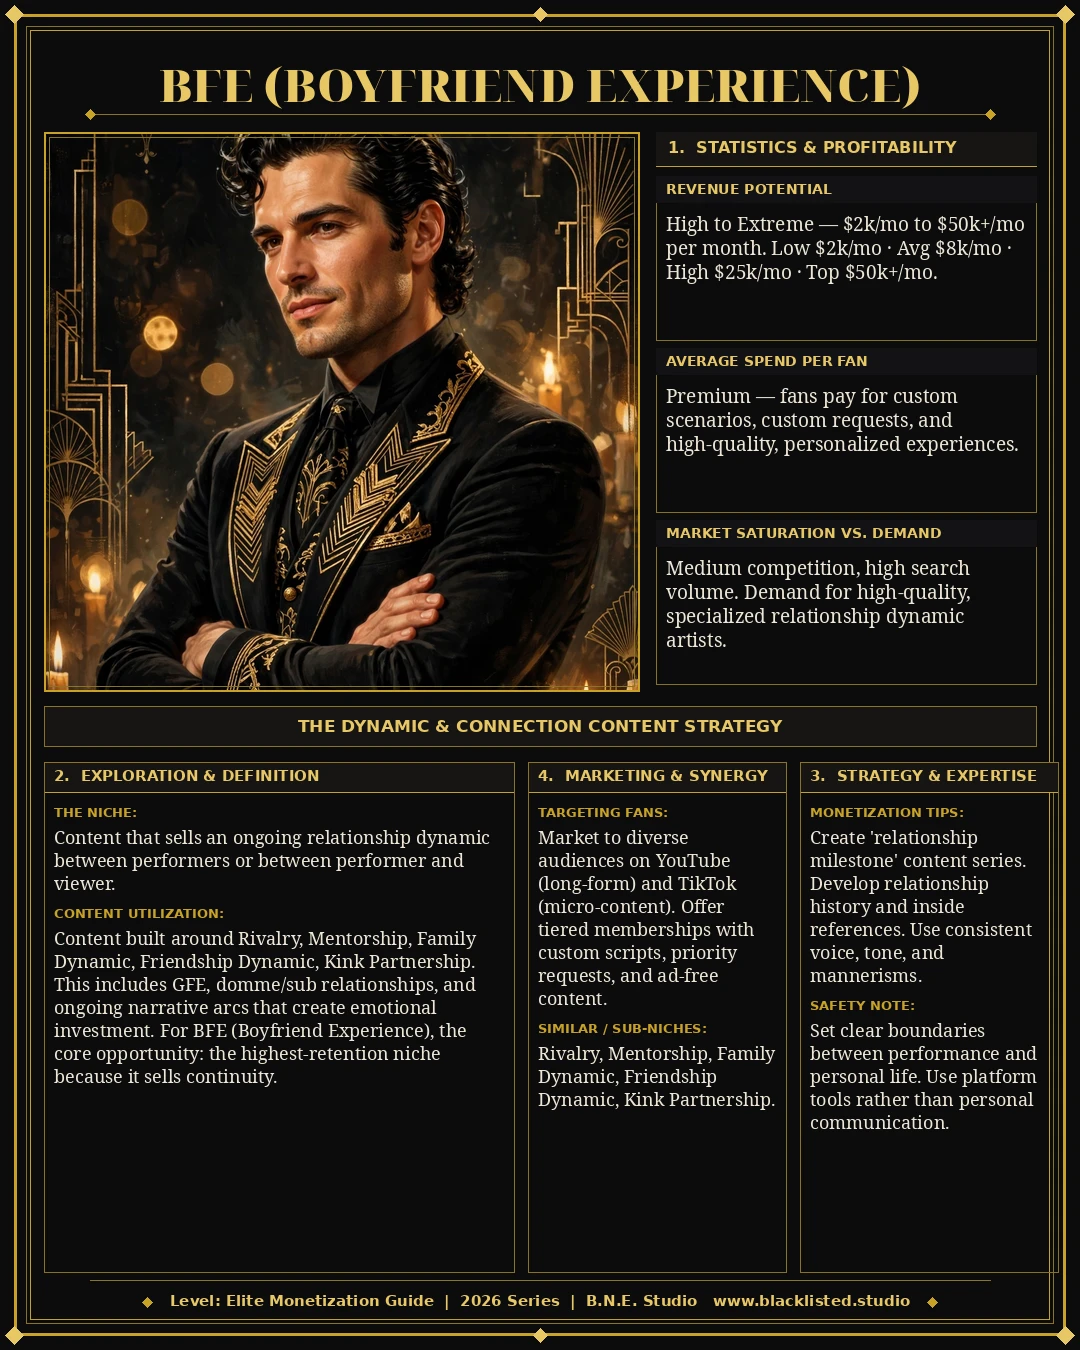 BFE (BOYFRIEND EXPERIENCE)
1. STATISTICS & PROFITABILITY
REVENUE POTENTIAL
High to Extreme — $2k/mo to $50k+/mo
per month. Low $2k/mo · Avg $8k/mo ·
High $25k/mo · Top $50k+/mo.
AVERAGE SPEND PER FAN
Premium — fans pay for custom
scenarios, custom requests, and
high-quality, personalized experiences.
MARKET SATURATION VS. DEMAND
Medium competition, high search
volume. Demand for high-quality,
specialized relationship dynamic
artists.
THE DYNAMIC & CONNECTION CONTENT STRATEGY
2. EXPLORATION & DEFINITION
THE NICHE:
Content that sells an ongoing relationship dynamic
between performers or between performer and
viewer.
CONTENT UTILIZATION:
Content built around Rivalry, Mentorship, Family
Dynamic, Friendship Dynamic, Kink Partnership.
This includes GFE, domme/sub relationships, and
ongoing narrative arcs that create emotional
investment. For BFE (Boyfriend Experience), the
core opportunity: the highest-retention niche
because it sells continuity.
4. MARKETING & SYNERGY
TARGETING FANS:
Market to diverse
audiences on YouTube
(long-form) and TikTok
(micro-content). Offer
tiered memberships with
custom scripts, priority
requests, and ad-free
content.
SIMILAR / SUB-NICHES:
Rivalry, Mentorship, Family
Dynamic, Friendship
Dynamic, Kink Partnership.
3. STRATEGY & EXPERTISE
MONETIZATION TIPS:
Create 'relationship
milestone' content series.
Develop relationship
history and inside
references. Use consistent
voice, tone, and
mannerisms.
SAFETY NOTE:
Set clear boundaries
between performance and
personal life. Use platform
tools rather than personal
communication.
Level: Elite Monetization Guide | 2026 Series | B.N.E. Studio www.blacklisted.studio